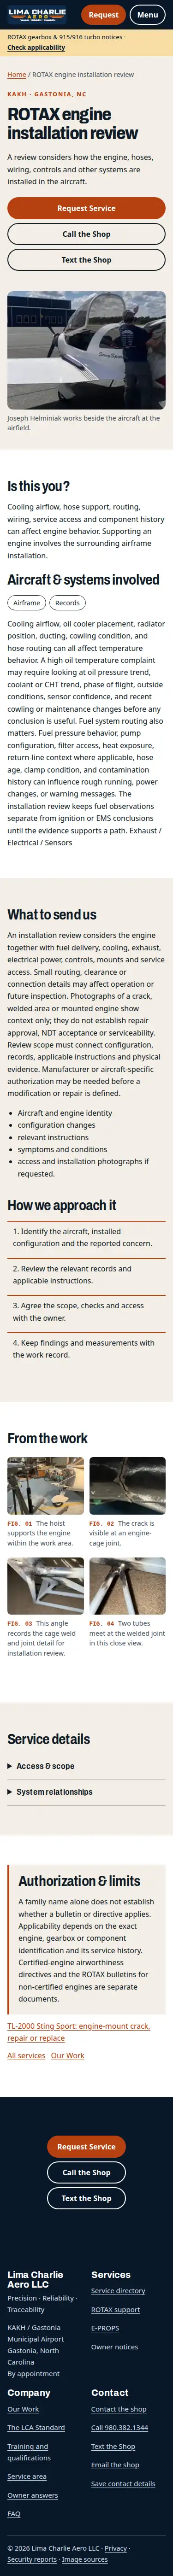 LIMA CHARLIE
AERO
Request
Menu
ROTAX gearbox & 915/916 turbo notices ·
Check applicability
Home / ROTAX engine installation review
KAKH · GASTONIA, NC
ROTAX engine
installation review
A review considers how the engine, hoses,
wiring, controls and other systems are
installed in the aircraft.
Request Service
Call the Shop
Text the Shop
Joseph Helminiak works beside the aircraft at the
airfield.
Is this you?
Cooling airflow, hose support, routing,
wiring, service access and component history
can affect engine behavior. Supporting an
engine includes the surrounding airframe
installation.
Aircraft & systems involved
Airframe
Records
Cooling airflow, oil cooler placement, radiator
position, ducting, cowling condition, and
hose routing can all affect temperature
behavior. A high oil temperature complaint
may require looking at oil pressure trend,
coolant or CHT trend, phase of flight, outside
conditions, sensor confidence, and recent
cowling or maintenance changes before any
conclusion is useful. Fuel system routing also
matters. Fuel pressure behavior, pump
configuration, filter access, heat exposure,
return-line context where applicable, hose
age, clamp condition, and contamination
history can influence rough running, power
changes, or warning messages. The
installation review keeps fuel observations
separate from ignition or EMS conclusions
until the evidence supports a path. Exhaust /
Electrical / Sensors
What to send us
An installation review considers the engine
together with fuel delivery, cooling, exhaust,
electrical power, controls, mounts and service
access. Small routing, clearance or
connection details may affect operation or
future inspection. Photographs of a crack,
welded area or mounted engine show
context only; they do not establish repair
approval, NDT acceptance or serviceability.
Review scope must connect configuration,
records, applicable instructions and physical
evidence. Manufacturer or aircraft-specific
authorization may be needed before a
modification or repair is defined.
• Aircraft and engine identity
• configuration changes
• relevant instructions
• symptoms and conditions
• access and installation photographs if
requested.
How we approach it
1. Identify the aircraft, installed
configuration and the reported concern.
2. Review the relevant records and
applicable instructions.
3. Agree the scope, checks and access
with the owner.
4. Keep findings and measurements with
the work record.
From the work
FIG. 01 The hoist
supports the engine
within the work area.
FIG. 02 The crack is
visible at an engine-
cage joint.
FIG. 03 This angle
records the cage weld
and joint detail for
installation review.
FIG. 04 Two tubes
meet at the welded joint
in this close view.
Service details
Access & scope
System relationships
Authorization & limits
A family name alone does not establish
whether a bulletin or directive applies.
Applicability depends on the exact
engine, gearbox or component
identification and its service history.
Certified-engine airworthiness
directives and the ROTAX bulletins for
non-certified engines are separate
documents.
TL-2000 Sting Sport: engine-mount crack,
repair or replace
All services Our Work
Request Service
Call the Shop
Text the Shop
Lima Charlie
Aero LLC
Precision · Reliability ·
Traceability
KAKH / Gastonia
Municipal Airport
Gastonia, North
Carolina
By appointment
Services
Service directory
ROTAX support
E-PROPS
Owner notices
Company
Our Work
The LCA Standard
Training and
qualifications
Service area
Owner answers
FAQ
Contact
Contact the shop
Call 980.382.1344
Text the Shop
Email the shop
Save contact details
© 2026 Lima Charlie Aero LLC · Privacy ·
Security reports · Image sources